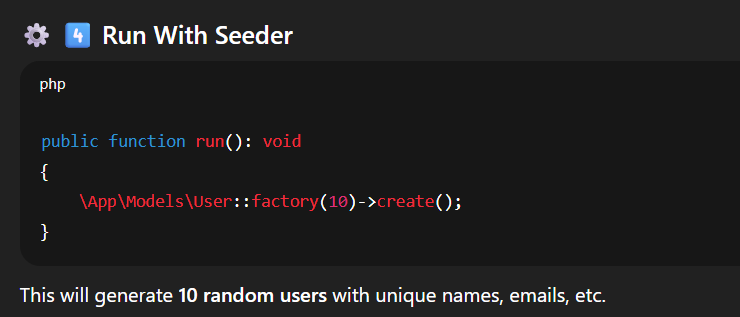 ⚙️ 4️⃣ Run With Seeder
php
public function run(): void
{
    \App\Models\User::factory(10)->create();
}
This will generate 10 random users with unique names, emails, etc.